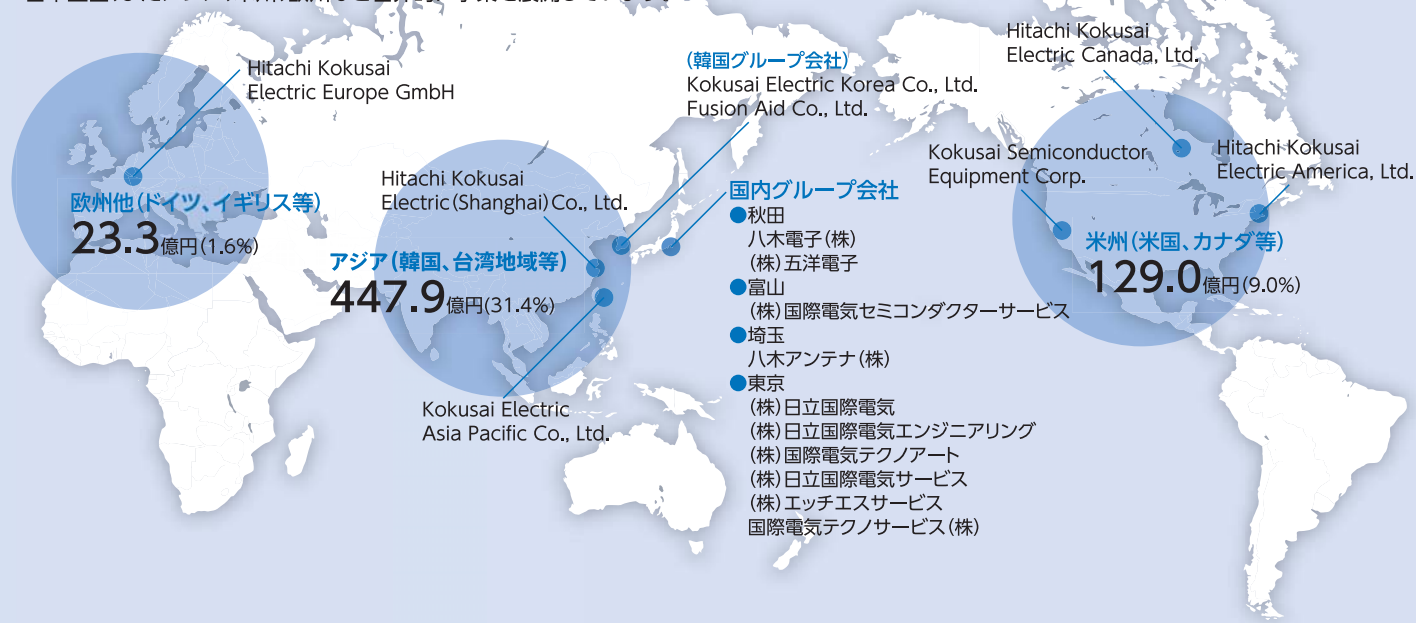 Hitachi Kokusai
Electric Europe GmbH
欧州他(ドイツ、イギリス等)
23.3億円(1.6%)
Hitachi Kokusai
Electric(Shanghai)Co., Ltd.
アジア(韓国、台湾地域等)
447.9億円(31.4%)
Kokusai Electric
Asia Pacific Co., Ltd.
(韓国グループ会社)
Kokusai Electric Korea Co., Ltd.
Fusion Aid Co., Ltd.
国内グループ会社
●秋田
八木電子(株)
(株)五洋電子
●富山
(株)国際電気セミコンダクターサービス
●埼玉
八木アンテナ(株)
●東京
(株)日立国際電気
(株)日立国際電気エンジニアリング
(株)国際電気テクノアート
(株)日立国際電気サービス
(株)エッチエスサービス
国際電気テクノサービス(株)
Hitachi Kokusai
Electric Canada, Ltd.
Kokusai Semiconductor
Equipment Corp.
Hitachi Kokusai
Electric America, Ltd.
米州(米国、カナダ等)
129.0億円(9.0%)